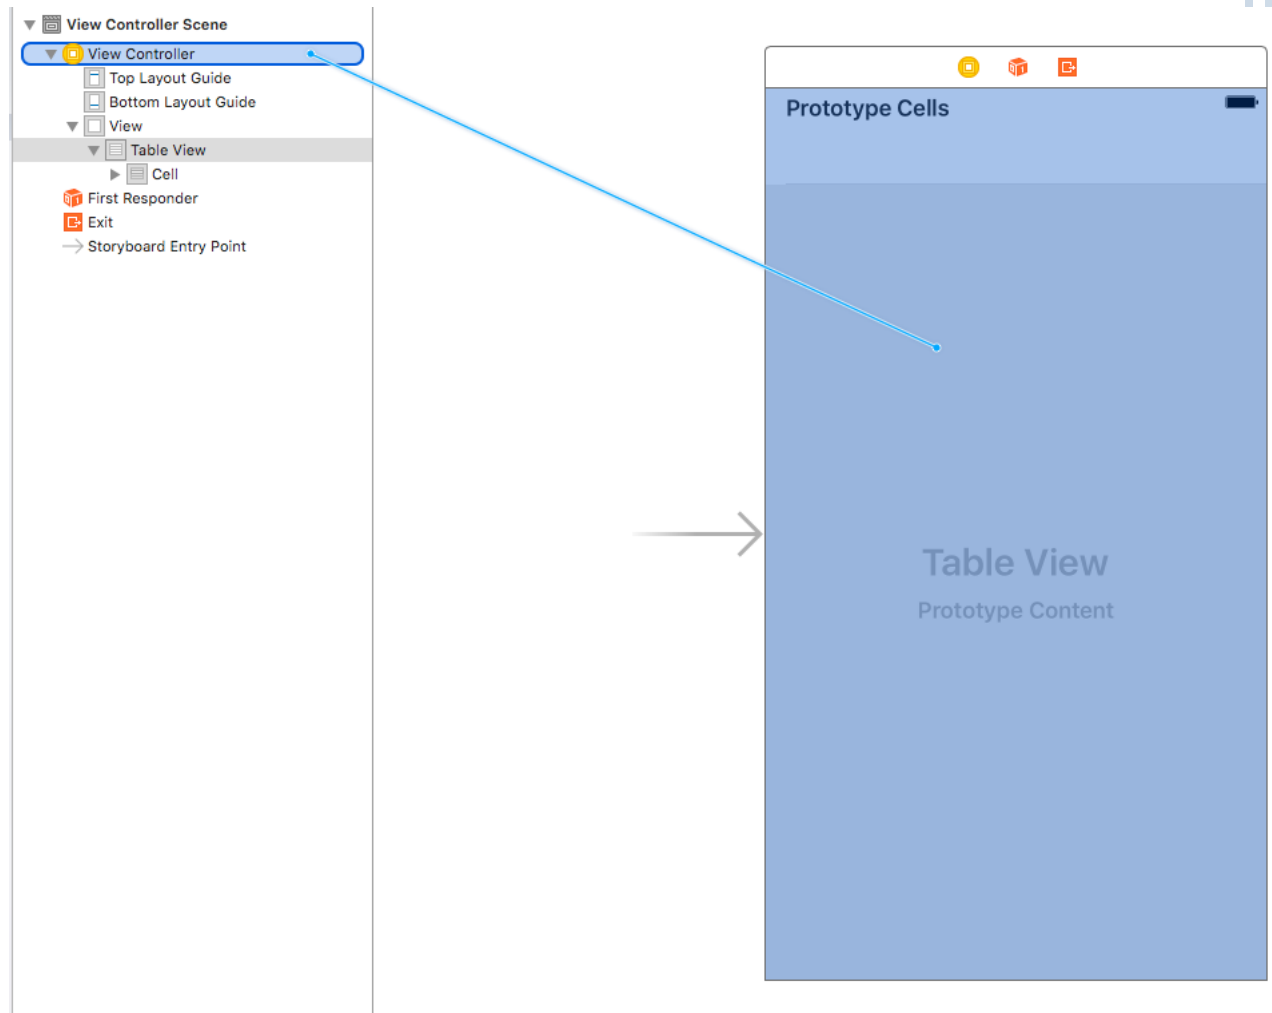 View Controller Scene
View Controller
Top Layout Guide
Bottom Layout Guide
View
Table View
Cell
First Responder
Exit
Storyboard Entry Point
Prototype Cells
Table View
Prototype Content